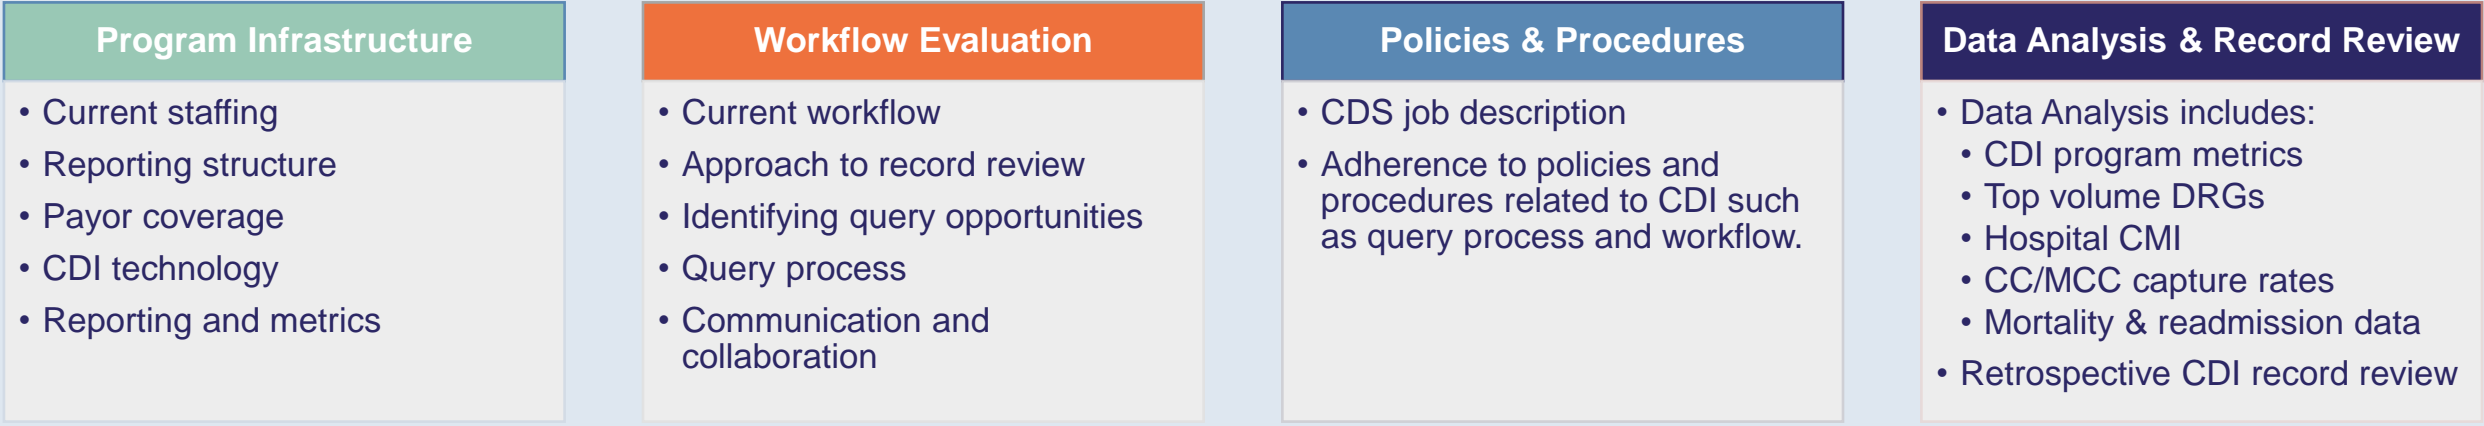 Program Infrastructure
• Current staffing
• Reporting structure
• Payor coverage
• CDI technology
• Reporting and metrics
Workflow Evaluation
• Current workflow
• Approach to record review
• Identifying query opportunities
• Query process
• Communication and
collaboration
Policies & Procedures
• CDS job description
• Adherence to policies and
procedures related to CDI such
as query process and workflow.
Data Analysis & Record Review
• Data Analysis includes:
• CDI program metrics
• Top volume DRGs
• Hospital CMI
• CC/MCC capture rates
• Mortality & readmission data
• Retrospective CDI record review